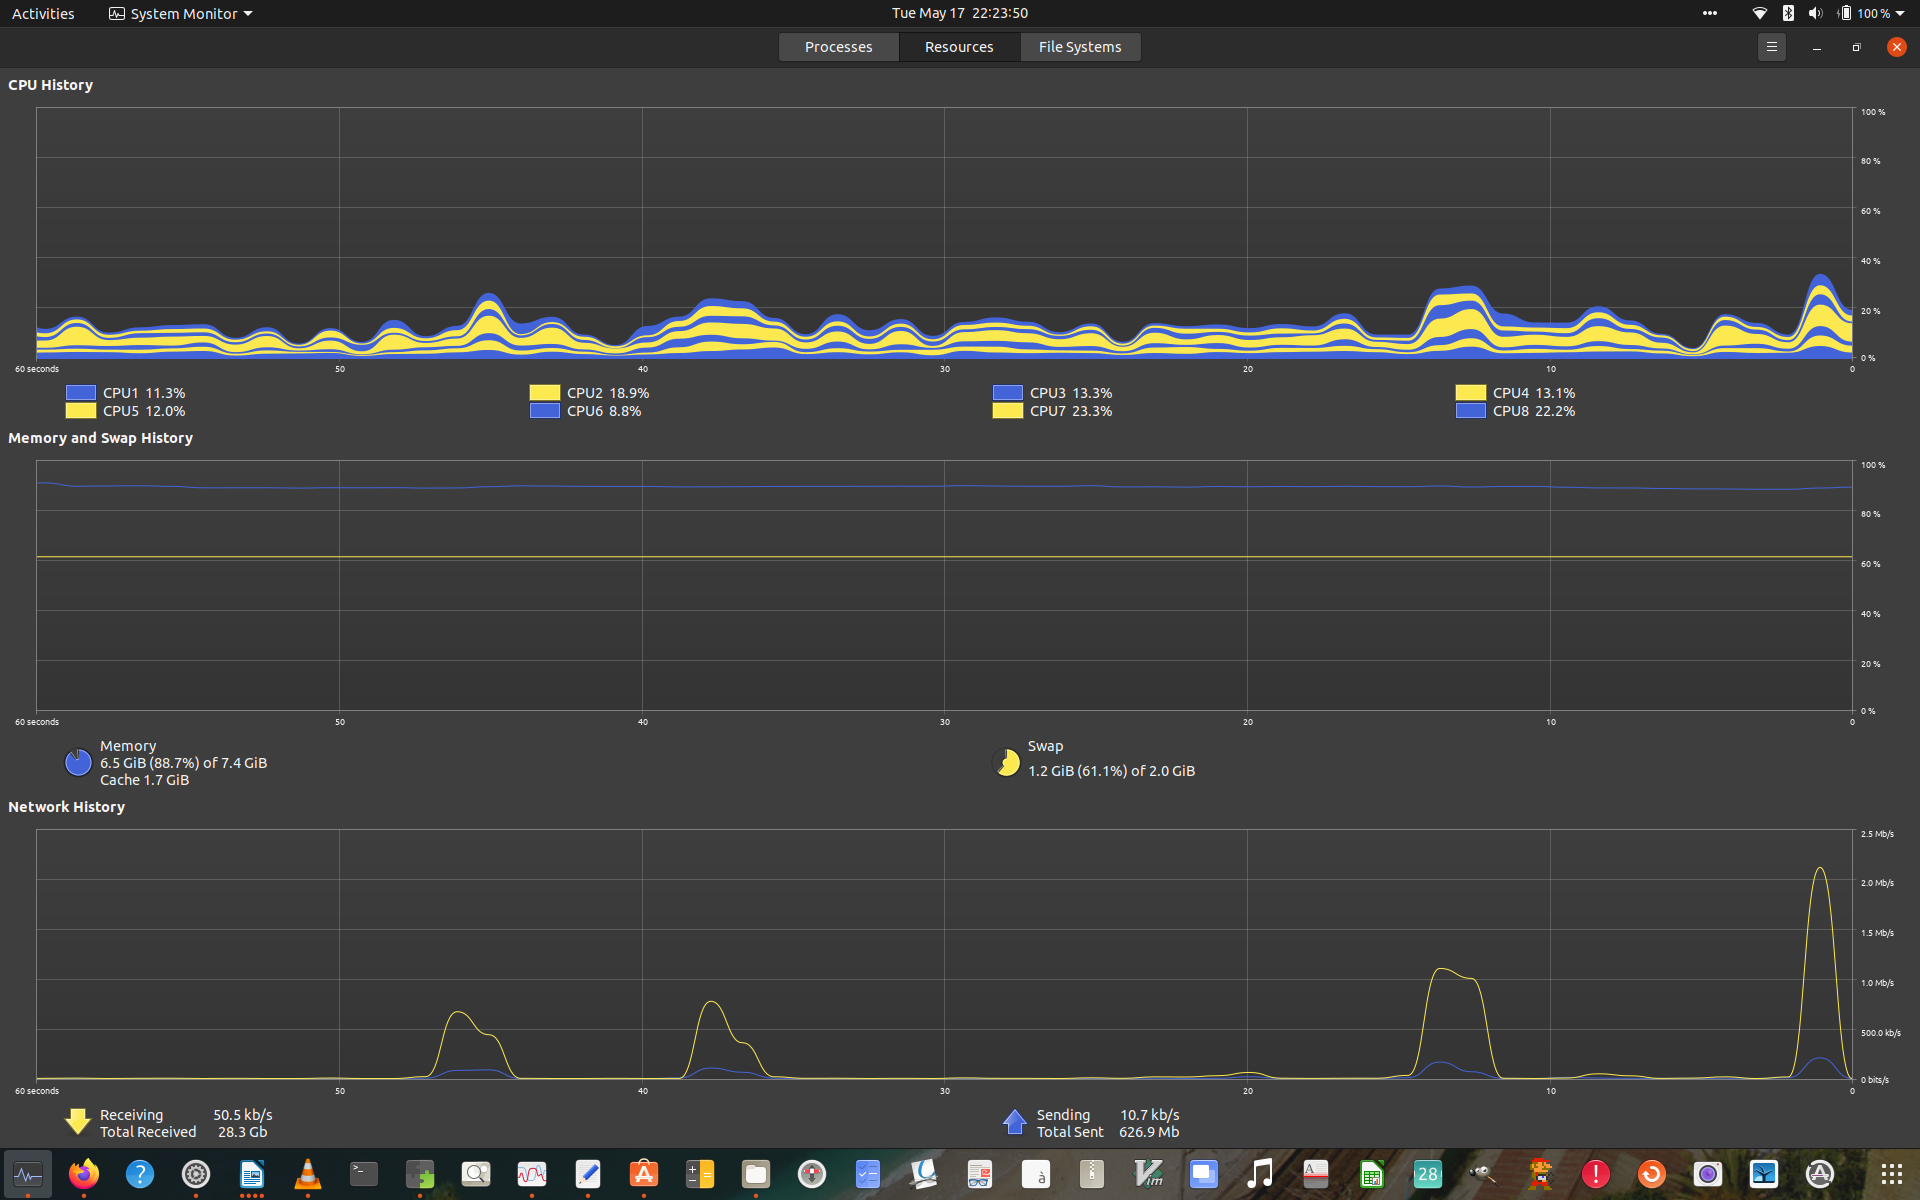 Activities System Monitor Tue May 17 22:23:50 100 %
Processes Resources File Systems
CPU History
100 %
80 %
60 %
40 %
20 %
0 %
60 seconds 50 40 30 20 10 0
CPU1 11.3% CPU2 18.9% CPU3 13.3% CPU4 13.1%
CPU5 12.0% CPU6 8.8% CPU7 23.3% CPU8 22.2%
Memory and Swap History
100 %
80 %
60 %
40 %
20 %
0 %
60 seconds 50 40 30 20 10 0
Memory Swap
6.5 GiB (88.7%) of 7.4 GiB 1.2 GiB (61.1%) of 2.0 GiB
Cache 1.7 GiB
Network History
2.5 Mb/s
2.0 Mb/s
1.5 Mb/s
1.0 Mb/s
500.0 kb/s
0 bits/s
60 seconds 50 40 30 20 10 0
Receiving 50.5 kb/s Sending 10.7 kb/s
Total Received 28.3 Gb Total Sent 626.9 Mb
? >_ à Vim A 28 !